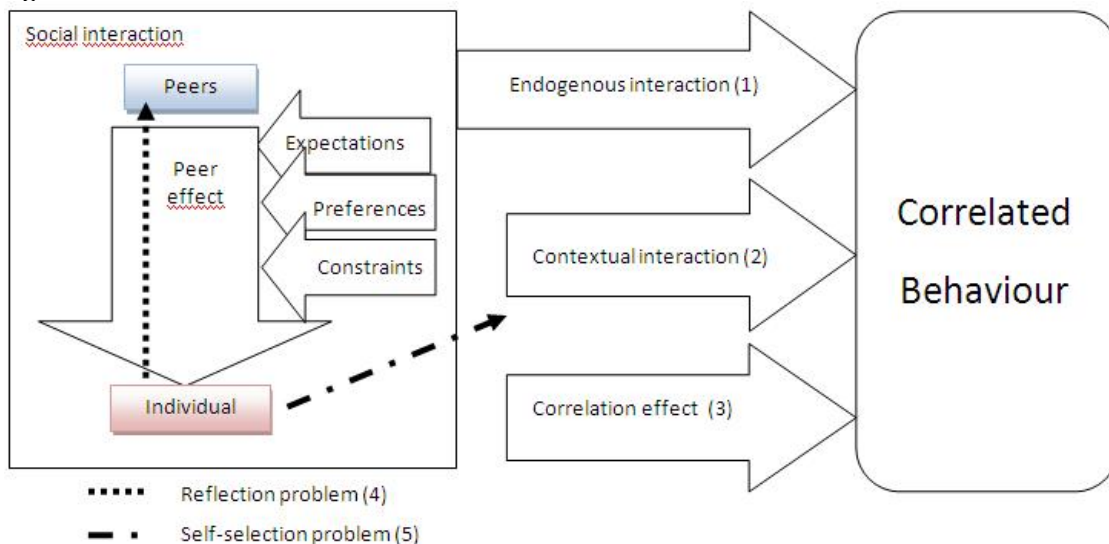 Social interaction
Peers
Peer
effect
Expectations
Preferences
Constraints
Individual
Endogenous interaction (1)
Contextual interaction (2)
Correlation effect (3)
Correlated
Behaviour
Reflection problem (4)
Self-selection problem (5)